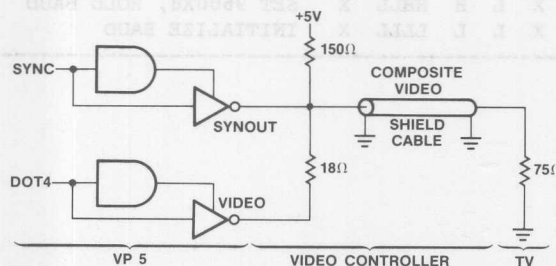 +5V
150Ω
SYNC
SYNOUT
COMPOSITE
VIDEO
SHIELD
CABLE
18Ω
75Ω
DOT4
VIDEO
VP 5
VIDEO CONTROLLER
TV